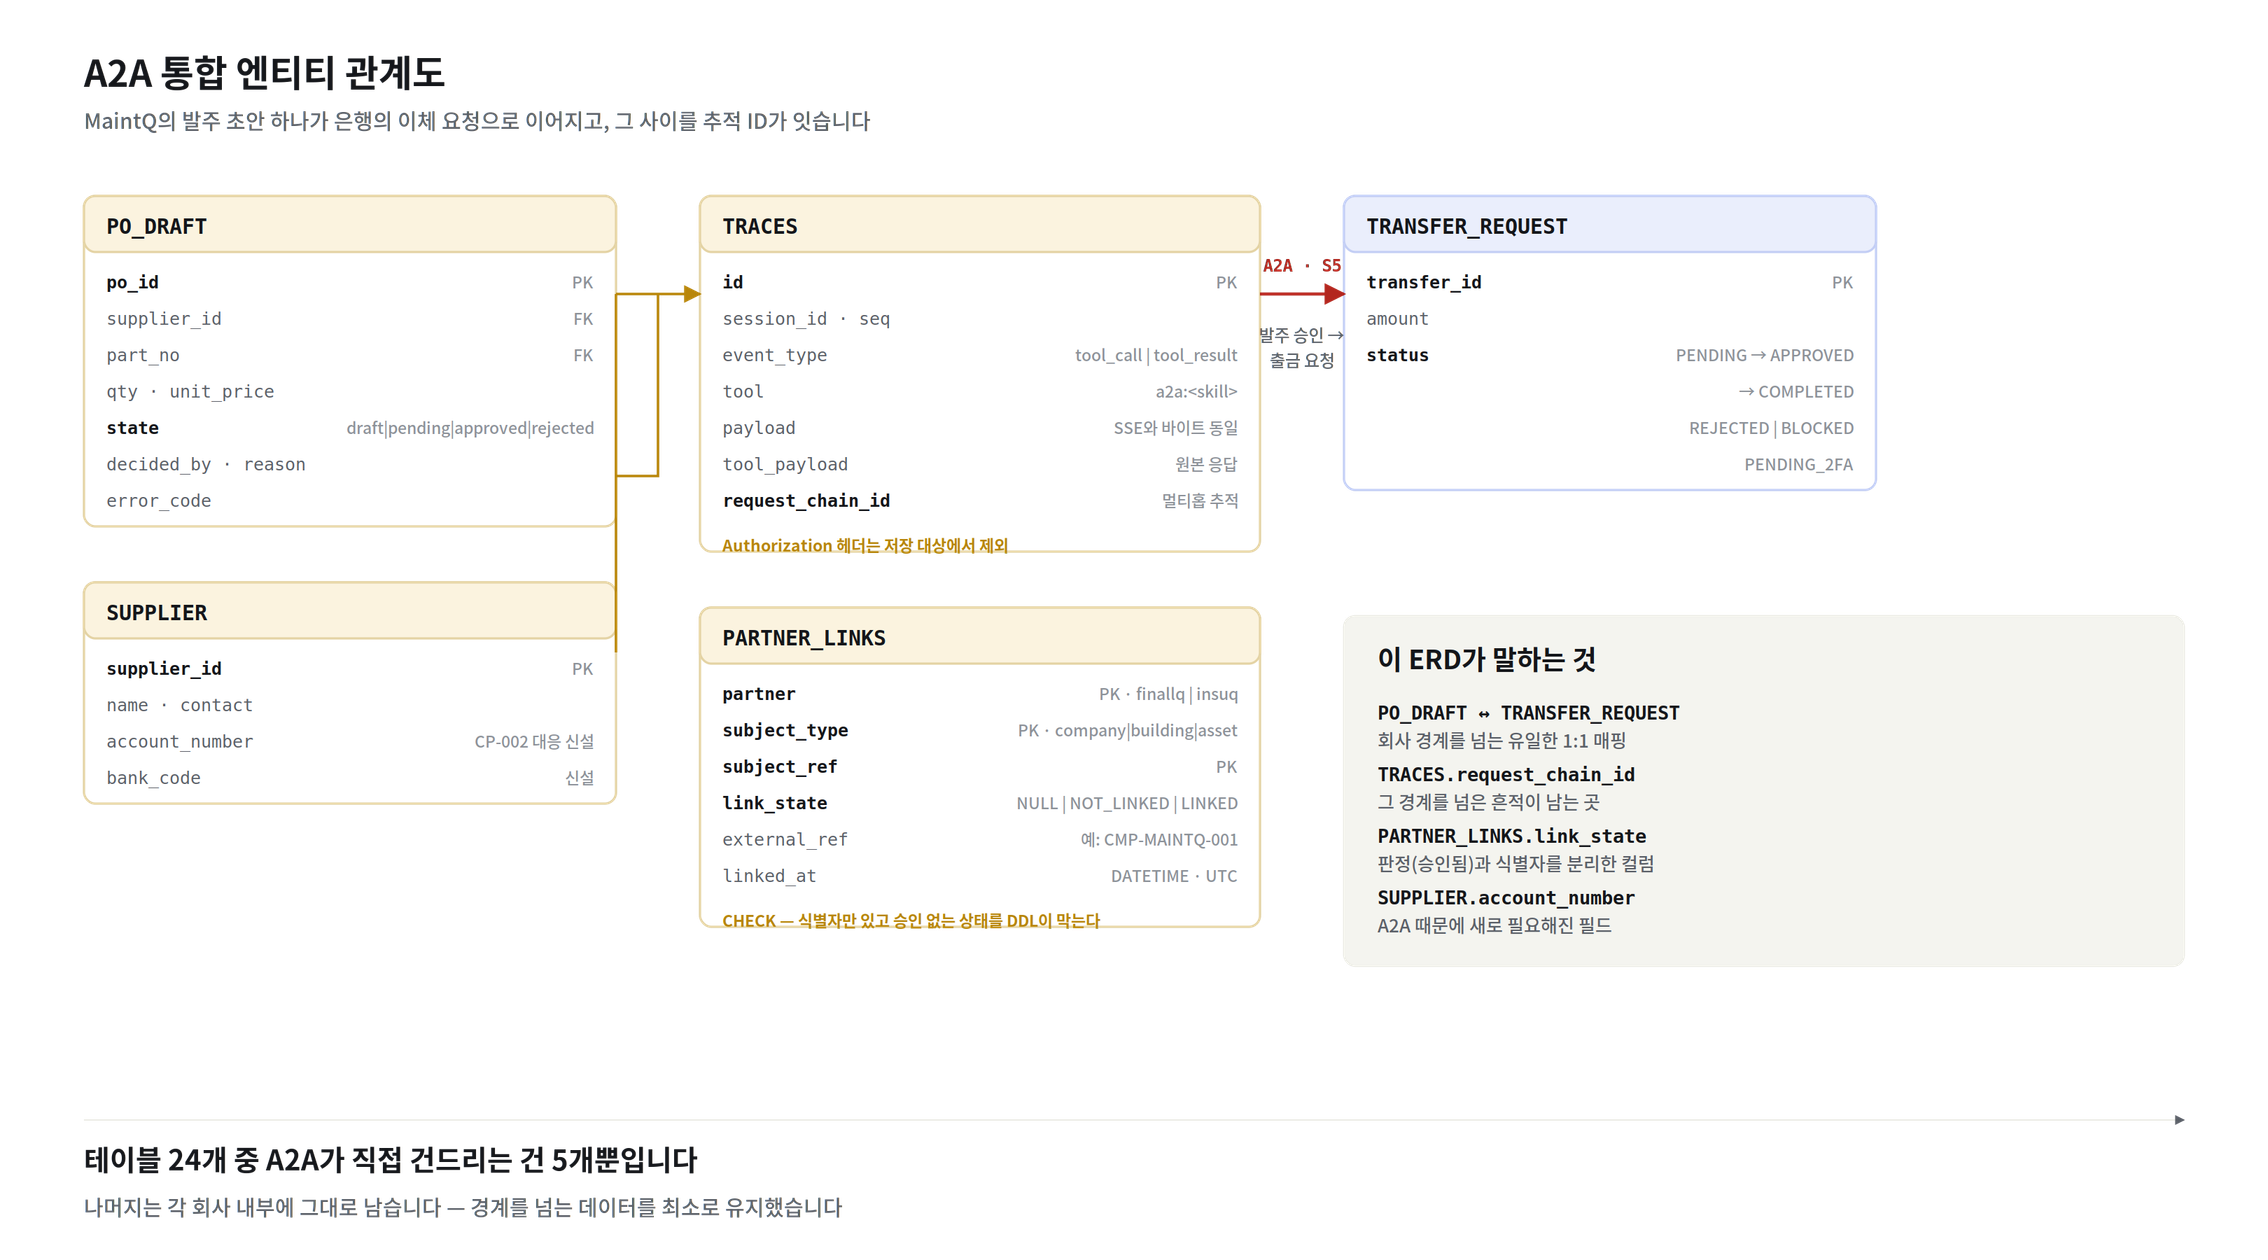 A2A 통합 엔티티 관계도
MaintQ의 발주 초안 하나가 은행의 이체 요청으로 이어지고, 그 사이를 추적 ID가 잇습니다
PO_DRAFT
po_id PK
supplier_id FK
part_no FK
qty · unit_price
state draft|pending|approved|rejected
decided_by · reason
error_code
SUPPLIER
supplier_id PK
name · contact
account_number CP-002 대응 신설
bank_code 신설
TRACES
id PK
session_id · seq
event_type tool_call | tool_result
tool a2a:<skill>
payload SSE와 바이트 동일
tool_payload 원본 응답
request_chain_id 멀티홉 추적
Authorization 헤더는 저장 대상에서 제외
PARTNER_LINKS
partner PK · finallq | insuq
subject_type PK · company|building|asset
subject_ref PK
link_state NULL | NOT_LINKED | LINKED
external_ref 예: CMP-MAINTQ-001
linked_at DATETIME · UTC
CHECK — 식별자만 있고 승인 없는 상태를 DDL이 막는다
A2A · S5
발주 승인 →
출금 요청
TRANSFER_REQUEST
transfer_id PK
amount
status PENDING → APPROVED
→ COMPLETED
REJECTED | BLOCKED
PENDING_2FA
이 ERD가 말하는 것
PO_DRAFT ↔ TRANSFER_REQUEST
회사 경계를 넘는 유일한 1:1 매핑
TRACES.request_chain_id
그 경계를 넘은 흔적이 남는 곳
PARTNER_LINKS.link_state
판정(승인됨)과 식별자를 분리한 컬럼
SUPPLIER.account_number
A2A 때문에 새로 필요해진 필드
테이블 24개 중 A2A가 직접 건드리는 건 5개뿐입니다
나머지는 각 회사 내부에 그대로 남습니다 — 경계를 넘는 데이터를 최소로 유지했습니다